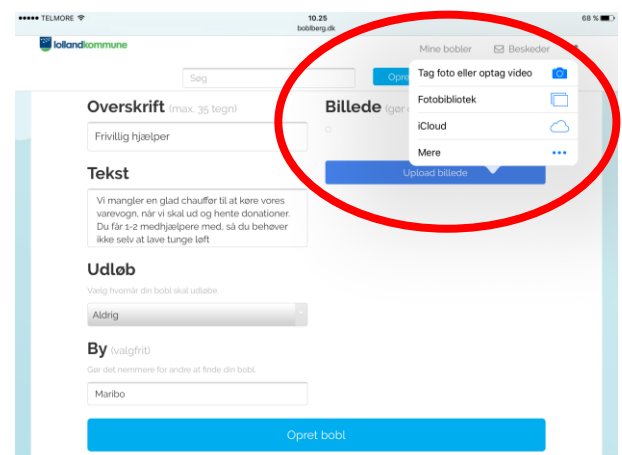 TELMORE 10.25 68 %
boblberg.dk
lollandkommune
Mine bobler Beskeder
Søg
Opre
Tag foto eller optag video
Fotobibliotek
iCloud
Mere
Overskrift (max. 35 tegn)
Billede (gør
Frivillig hjælper
Upload billede
Tekst
Vi mangler en glad chauffør til at køre vores
varevogn, når vi skal ud og hente donationer.
Du får 1-2 medhjælpere med, så du behøver
ikke selv at lave tunge løft
Udløb
Vælg hvornår din bobl skal udløbe.
Aldrig
By (valgfrit)
Gør det nemmere for andre at finde din bobl.
Maribo
Opret bobl